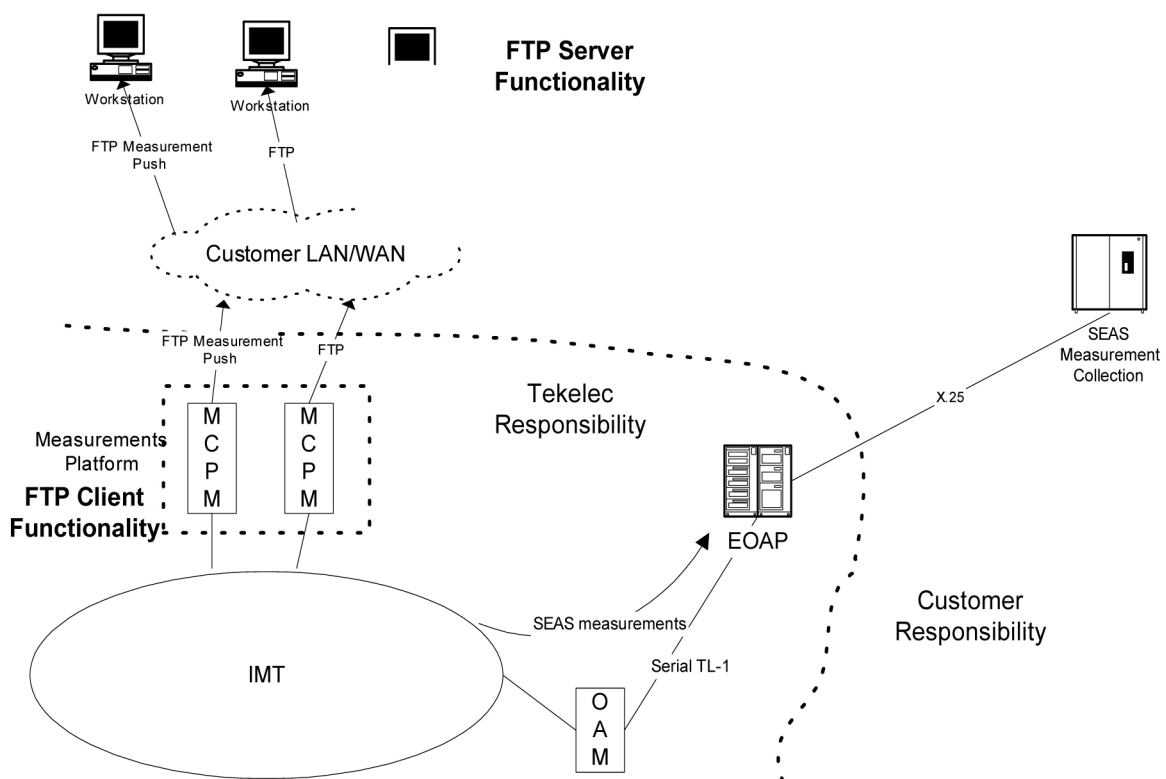 FTP Server
Functionality
Workstation
Workstation
FTP Measurement
Push
FTP
Customer LAN/WAN
SEAS
Measurement
Collection
FTP Measurement
Push
FTP
Tekelec
Responsibility
X.25
Measurements
Platform
FTP Client
Functionality
M
C
P
M
M
C
P
M
EOAP
Customer
Responsibility
SEAS measurements
Serial TL-1
IMT
O
A
M